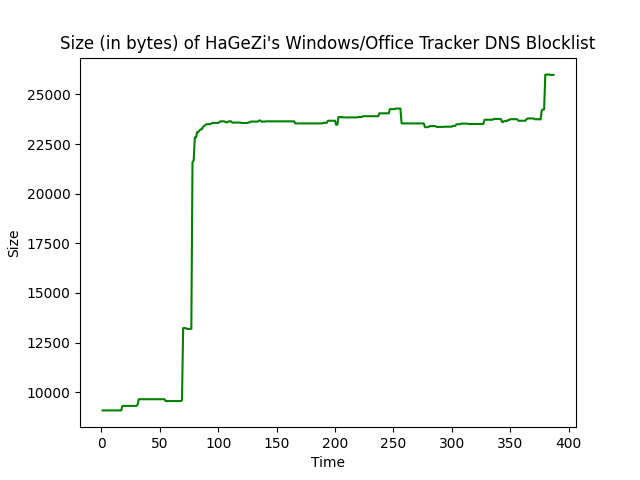 Size (in bytes) of HaGeZi's Windows/Office Tracker DNS Blocklist
25000
22500
20000
17500
15000
12500
10000
Size
0 50 100 150 200 250 300 350 400
Time